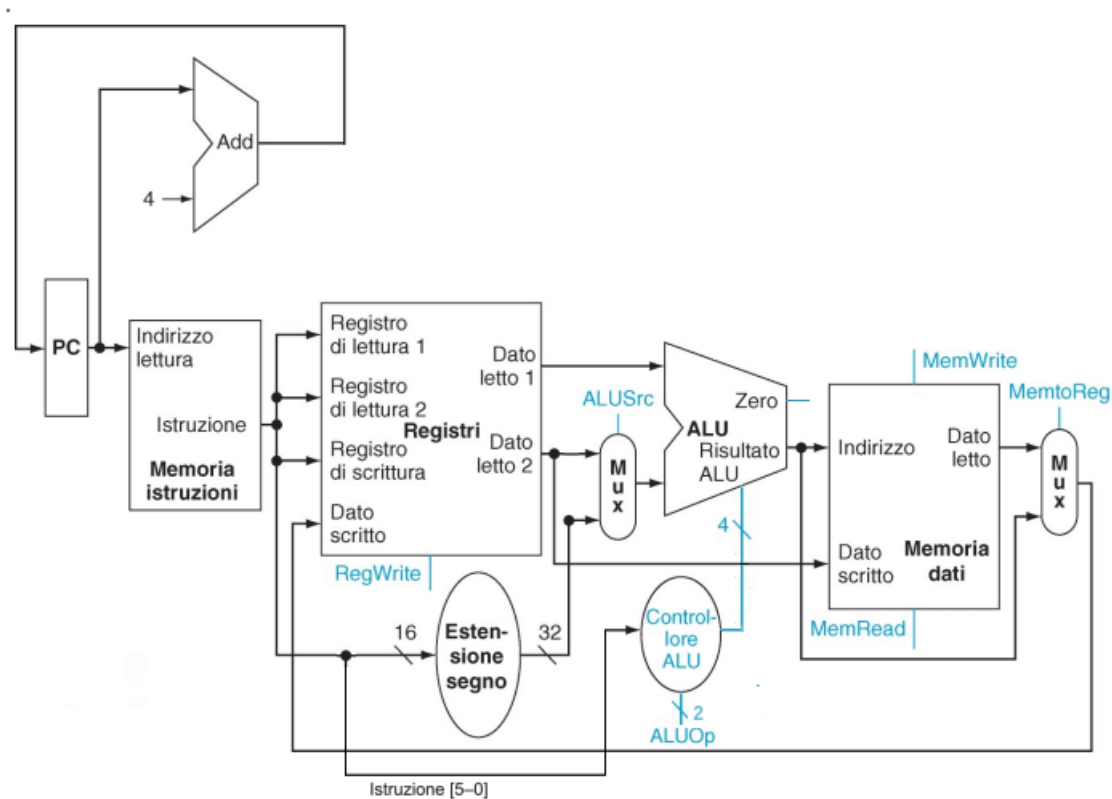 Add
4
PC
Indirizzo
lettura
Istruzione
Memoria
istruzioni
Registro
di lettura 1
Registro
di lettura 2
Registro
di scrittura
Dato
scritto
Registri
Dato
letto 1
Dato
letto 2
RegWrite
16
Esten-
sione
segno
32
ALUSrc
M
u
x
ALU
Zero
Risultato
ALU
4
Control-
lore
ALU
2
ALUOp
MemWrite
Indirizzo
Dato
letto
Dato
scritto
Memoria
dati
MemRead
MemtoReg
M
u
x
Istruzione [5–0]